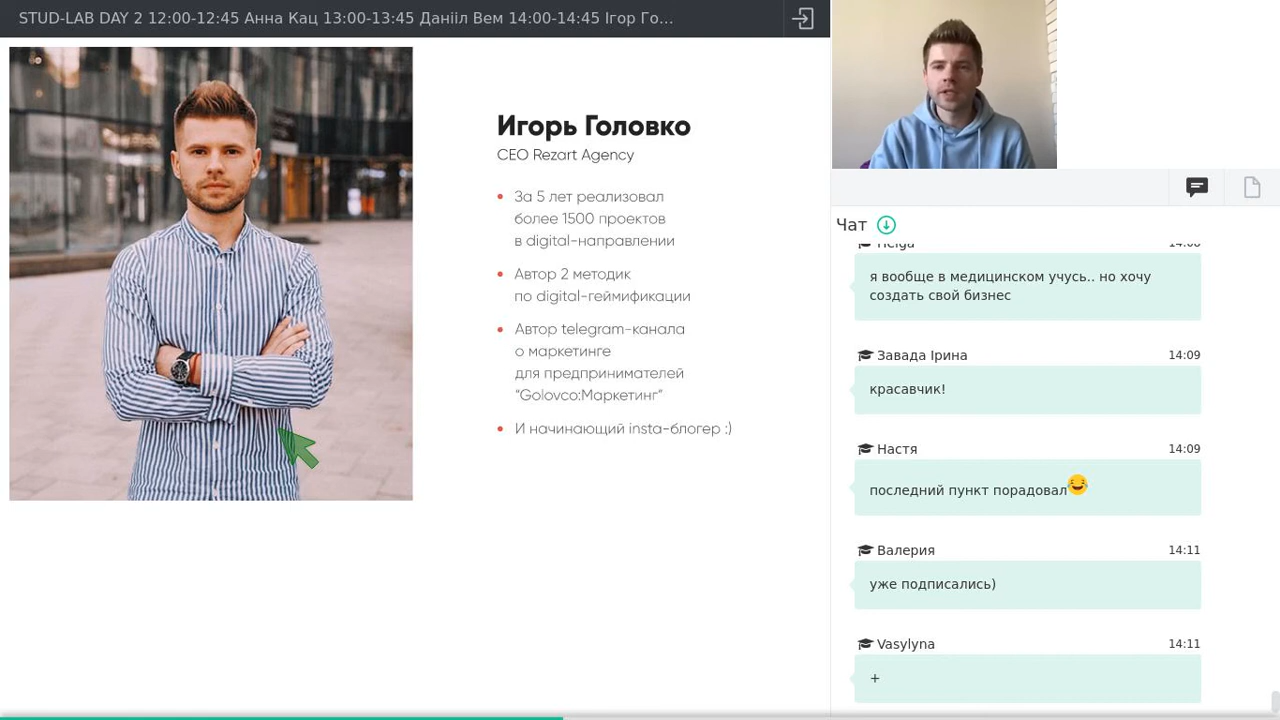 STUD-LAB DAY 2 12:00-12:45 Анна Кац 13:00-13:45 Данііл Вем 14:00-14:45 Ігор Го...
Игорь Головко
CEO Rezart Agency
За 5 лет реализовал
более 1500 проектов
в digital-направлении
Автор 2 методик
по digital-геймификации
Автор telegram-канала
о маркетинге
для предпринимателей
"Golovco:Маркетинг"
И начинающий insta-блогер :)
Чат
Helga 14:08
я вообще в медицинском учусь.. но хочу
создать свой бизнес
Завада Ірина 14:09
красавчик!
Настя 14:09
последний пункт порадовал
Валерия 14:11
уже подписались)
Vasylyna 14:11
+